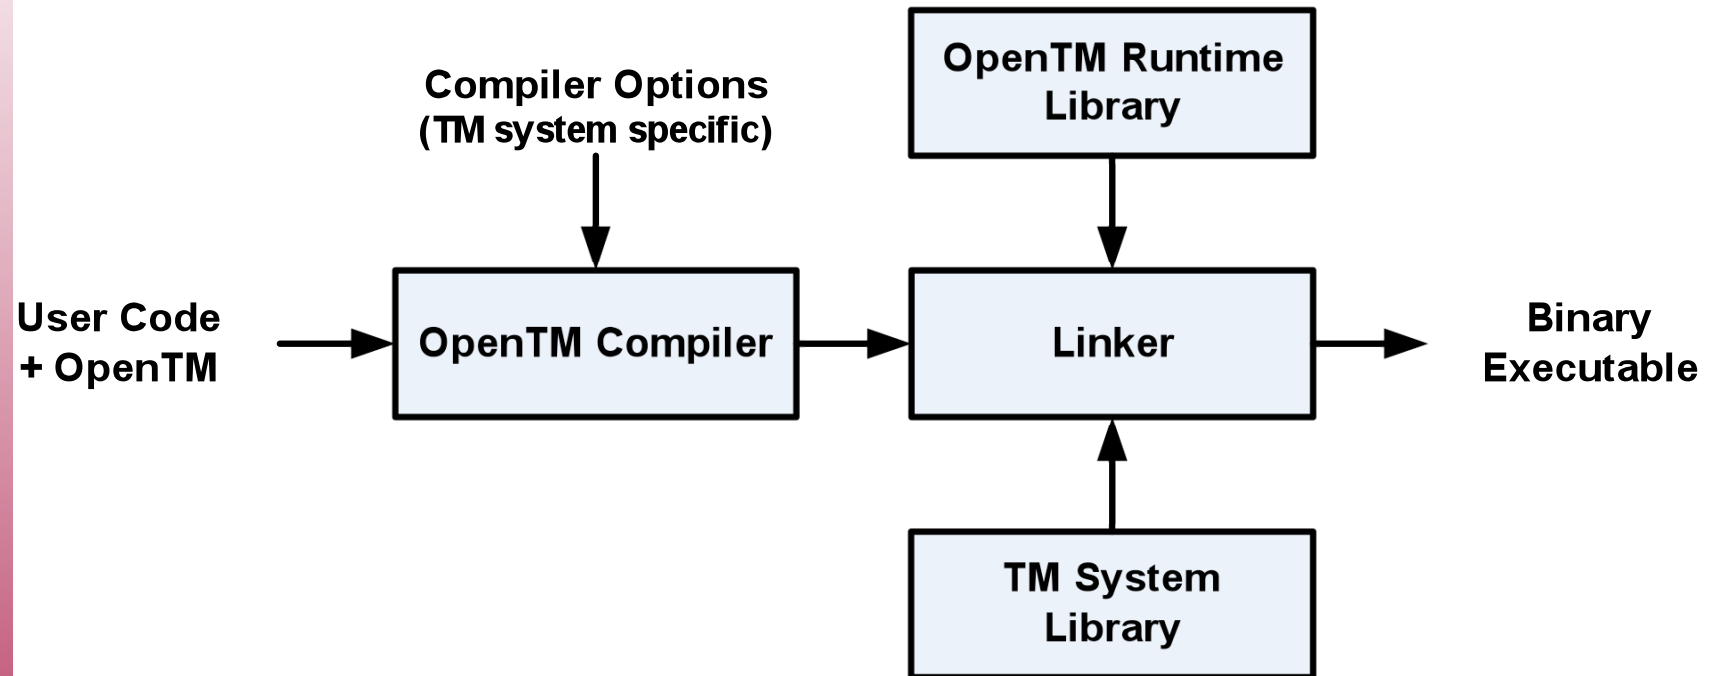 OpenTM Runtime
Library
Compiler Options
(TM system specific)
User Code
+ OpenTM
OpenTM Compiler
Linker
Binary
Executable
TM System
Library